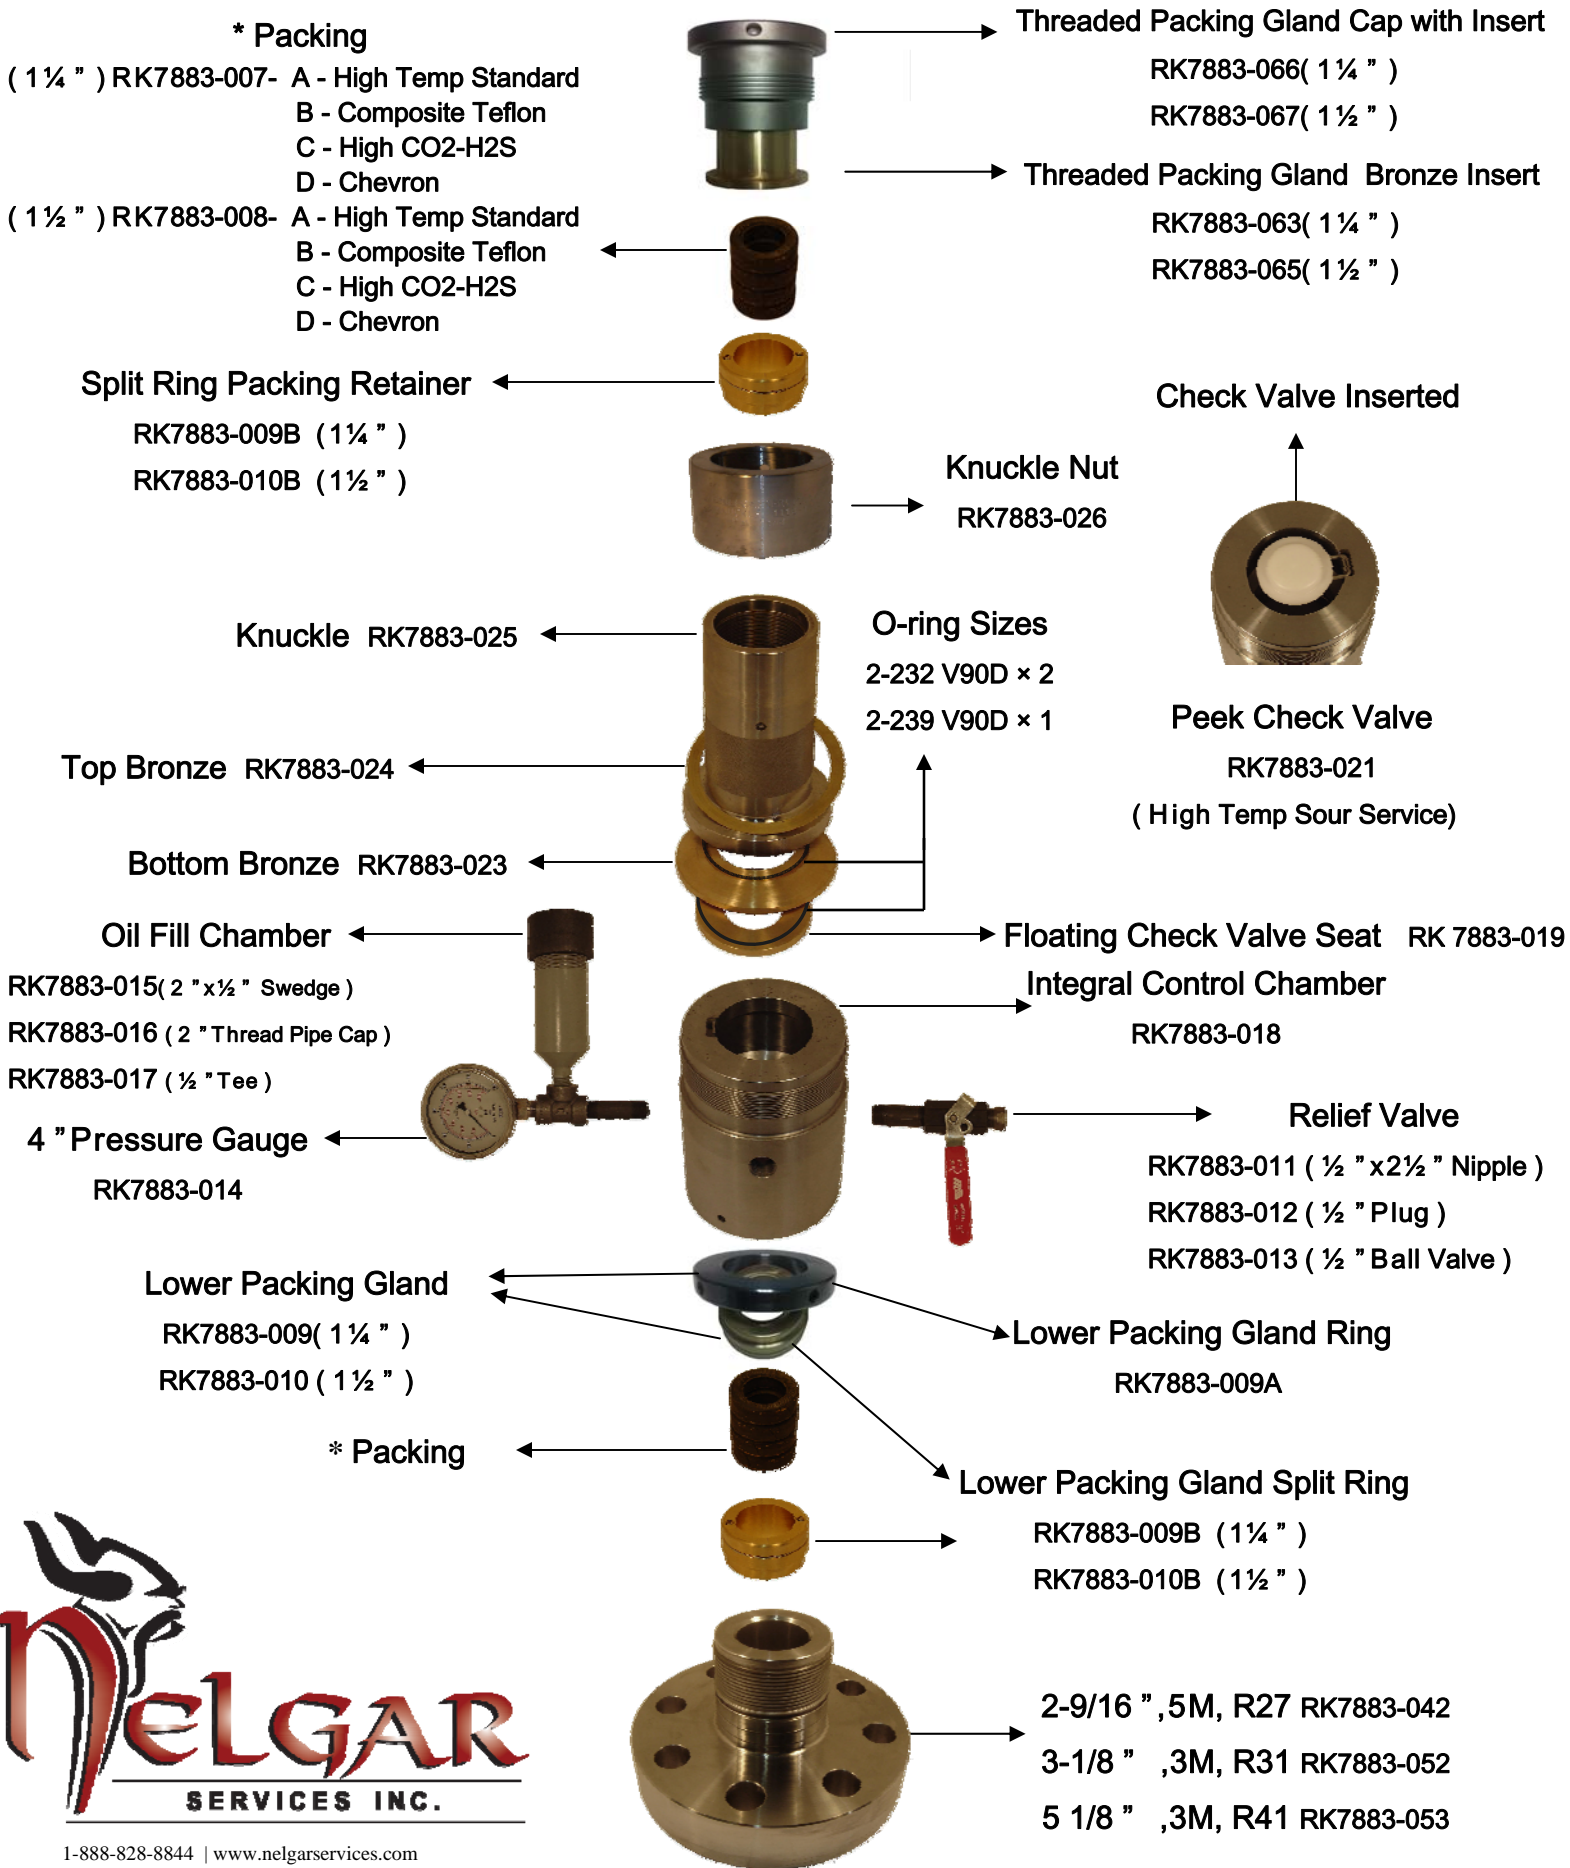 * Packing
( 1¼ ” ) RK7883-007- A - High Temp Standard
B - Composite Teflon
C - High CO2-H2S
D - Chevron
( 1½ ” ) RK7883-008- A - High Temp Standard
B - Composite Teflon
C - High CO2-H2S
D - Chevron
Threaded Packing Gland Cap with Insert
RK7883-066( 1¼ ” )
RK7883-067( 1½ ” )
Threaded Packing Gland Bronze Insert
RK7883-063( 1¼ ” )
RK7883-065( 1½ ” )
Split Ring Packing Retainer
RK7883-009B ( 1¼ ” )
RK7883-010B ( 1½ ” )
Check Valve Inserted
Knuckle Nut
RK7883-026
Knuckle RK7883-025
O-ring Sizes
2-232 V90D × 2
2-239 V90D × 1
Peek Check Valve
RK7883-021
( High Temp Sour Service)
Top Bronze RK7883-024
Bottom Bronze RK7883-023
Oil Fill Chamber
RK7883-015( 2 ” x½ ” Swedge )
RK7883-016 ( 2 ” Thread Pipe Cap )
RK7883-017 ( ½ ” Tee )
Floating Check Valve Seat RK 7883-019
Integral Control Chamber
RK7883-018
4 ” Pressure Gauge
RK7883-014
Relief Valve
RK7883-011 ( ½ ” x2½ ” Nipple )
RK7883-012 ( ½ ” Plug )
RK7883-013 ( ½ ” Ball Valve )
Lower Packing Gland
RK7883-009( 1¼ ” )
RK7883-010 ( 1½ ” )
Lower Packing Gland Ring
RK7883-009A
* Packing
Lower Packing Gland Split Ring
RK7883-009B ( 1¼ ” )
RK7883-010B ( 1½ ” )
2-9/16 ”,5M, R27 RK7883-042
3-1/8 ” ,3M, R31 RK7883-052
5 1/8 ” ,3M, R41 RK7883-053
NELGAR
SERVICES INC.
1-888-828-8844 | www.nelgarservices.com